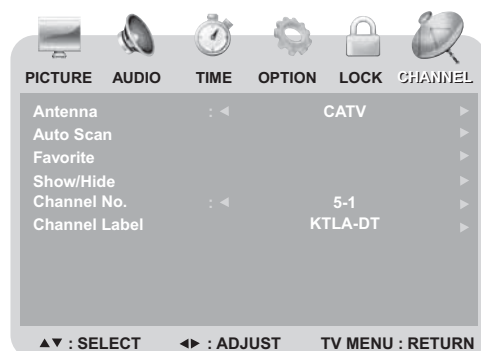 PICTURE AUDIO TIME OPTION LOCK CHANNEL
Antenna : ◀ CATV ▶
Auto Scan ▶
Favorite ▶
Show/Hide ▶
Channel No. : ◀ 5-1 ▶
Channel Label KTLA-DT ▶
▲▼ : SELECT ◀▶ : ADJUST TV MENU : RETURN